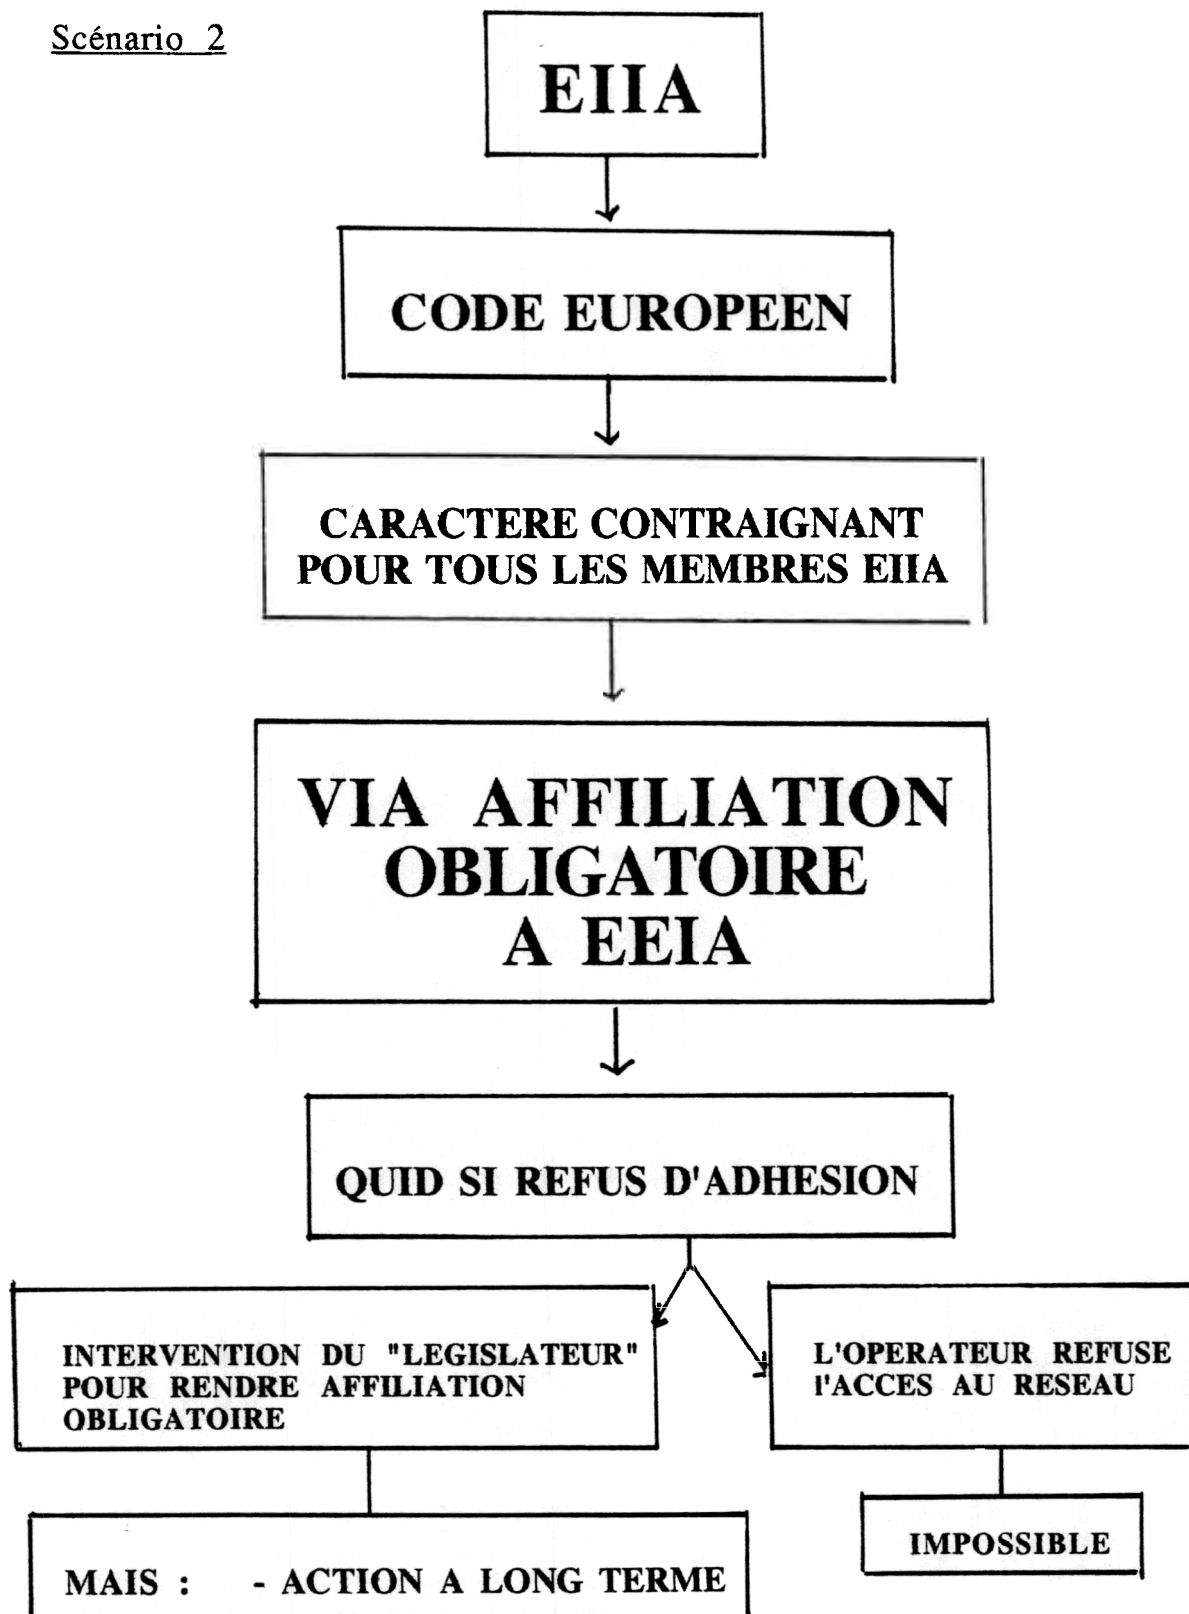 Scénario 2
EIIA
CODE EUROPEEN
CARACTERE CONTRAIGNANT
POUR TOUS LES MEMBRES EIIA
VIA AFFILIATION
OBLIGATOIRE
A EEIA
QUID SI REFUS D'ADHESION
INTERVENTION DU "LEGISLATEUR"
POUR RENDRE AFFILIATION
OBLIGATOIRE
L'OPERATEUR REFUSE
l'ACCES AU RESEAU
IMPOSSIBLE
MAIS : - ACTION A LONG TERME